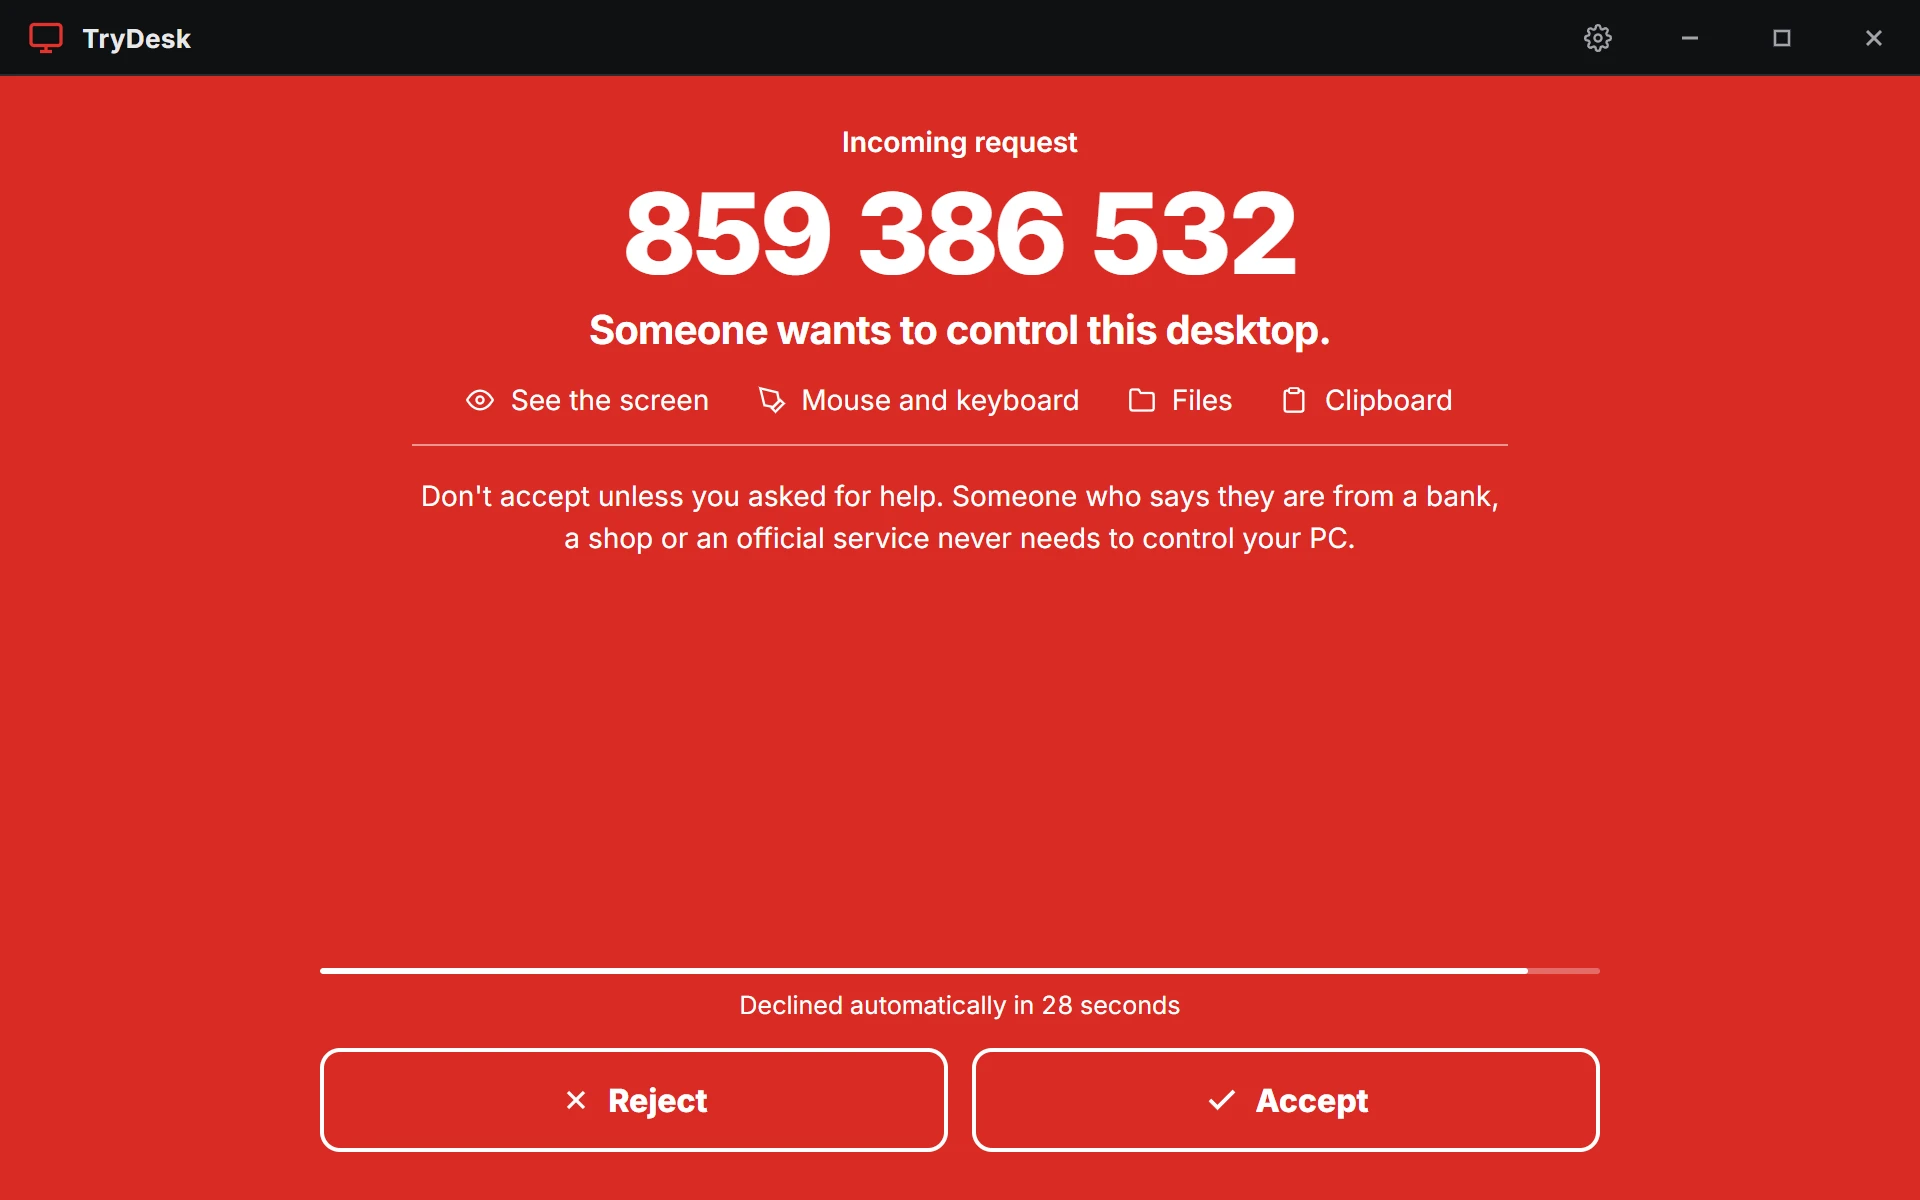 TryDesk
Incoming request
859 386 532
Someone wants to control this desktop.
See the screen Mouse and keyboard Files Clipboard
Don't accept unless you asked for help. Someone who says they are from a bank,
a shop or an official service never needs to control your PC.
Declined automatically in 28 seconds
Reject Accept